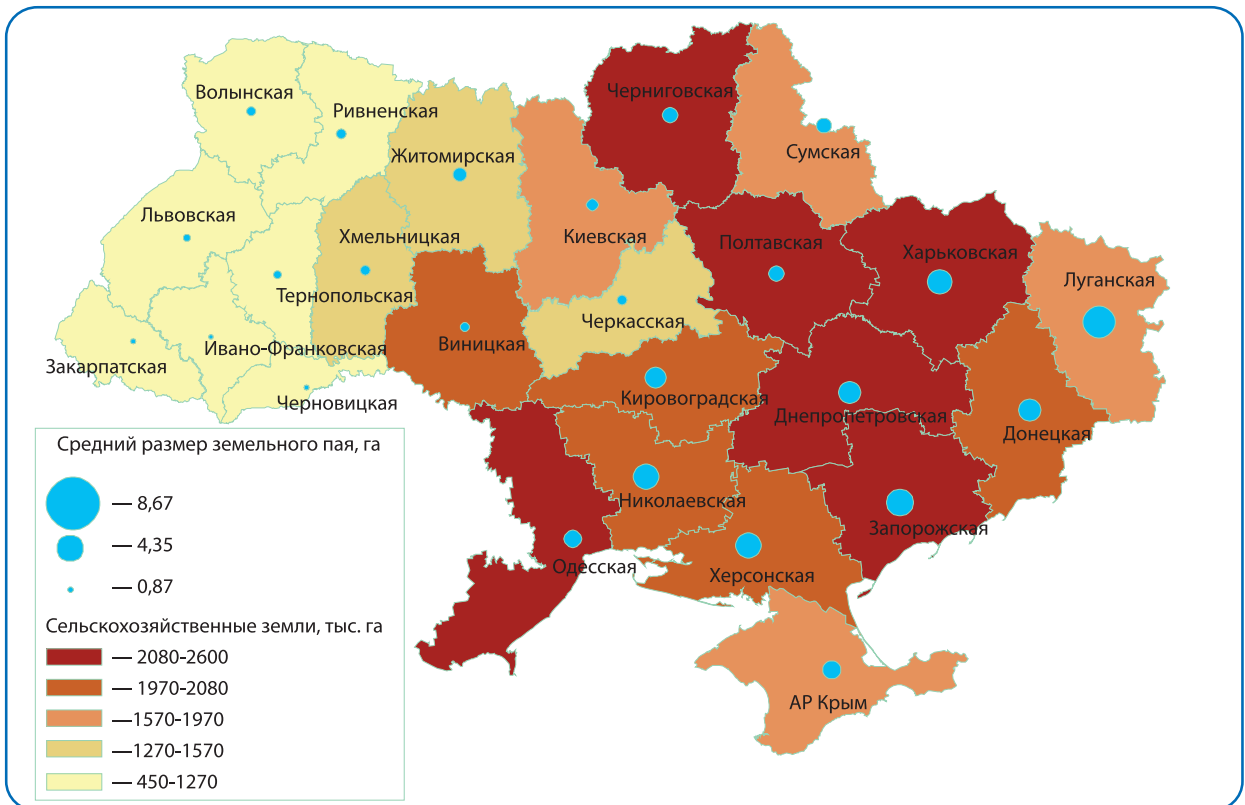 Волынская
Ривненская
Житомирская
Черниговская
Сумская
Львовская
Хмельницкая
Киевская
Полтавская
Харьковская
Луганская
Тернопольская
Черкасская
Виницкая
Ивано-Франковская
Закарпатская
Черновицкая
Кировоградская
Днепропетровская
Донецкая
Николаевская
Запорожская
Одесская
Херсонская
АР Крым
Средний размер земельного пая, га
— 8,67
— 4,35
— 0,87
Сельскохозяйственные земли, тыс. га
— 2080-2600
— 1970-2080
—1570-1970
—1270-1570
— 450-1270